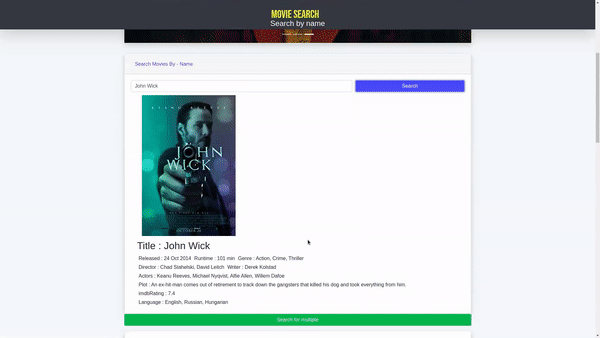 MOVIE SEARCH
Search by name
Search Movies By - Name
John Wick
Search
KEANU REEVES
JOHN
WICK
Title : John Wick
Released : 24 Oct 2014 Runtime : 101 min Genre : Action, Crime, Thriller
Director : Chad Stahelski, David Leitch Writer : Derek Kolstad
Actors : Keanu Reeves, Michael Nyqvist, Alfie Allen, Willem Dafoe
Plot : An ex-hit-man comes out of retirement to track down the gangsters that killed his dog and took everything from him.
imdbRating : 7.4
Language : English, Russian, Hungarian
Search for multiple